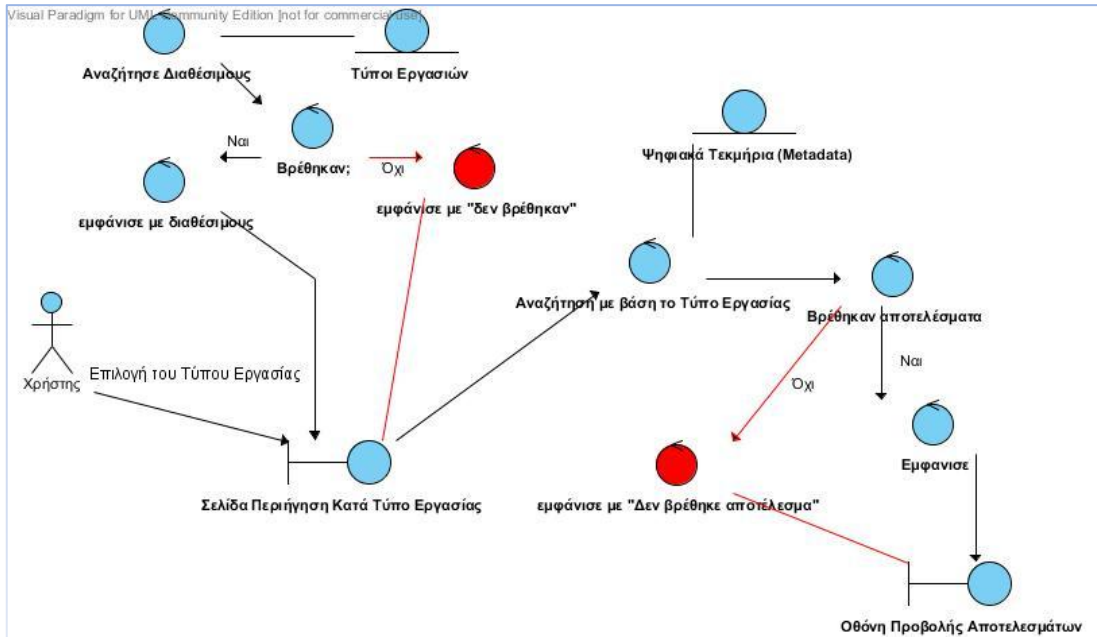 Visual Paradigm for UML Community Edition [not for commercial use]
Αναζήτησε Διαθέσιμους
Τύποι Εργασιών
Ναι
Βρέθηκαν;
Όχι
εμφάνισε με διαθέσιμους
εμφάνισε με "δεν βρέθηκαν"
Ψηφιακά Τεκμήρια (Metadata)
Αναζήτηση με βάση το Τύπο Εργασίας
Βρέθηκαν αποτελέσματα
Χρήστης
Επιλογή του Τύπου Εργασίας
Όχι
Ναι
Σελίδα Περιήγηση Κατά Τύπο Εργασίας
εμφάνισε με "Δεν βρέθηκε αποτέλεσμα"
Εμφανισε
Οθόνη Προβολής Αποτελεσμάτων